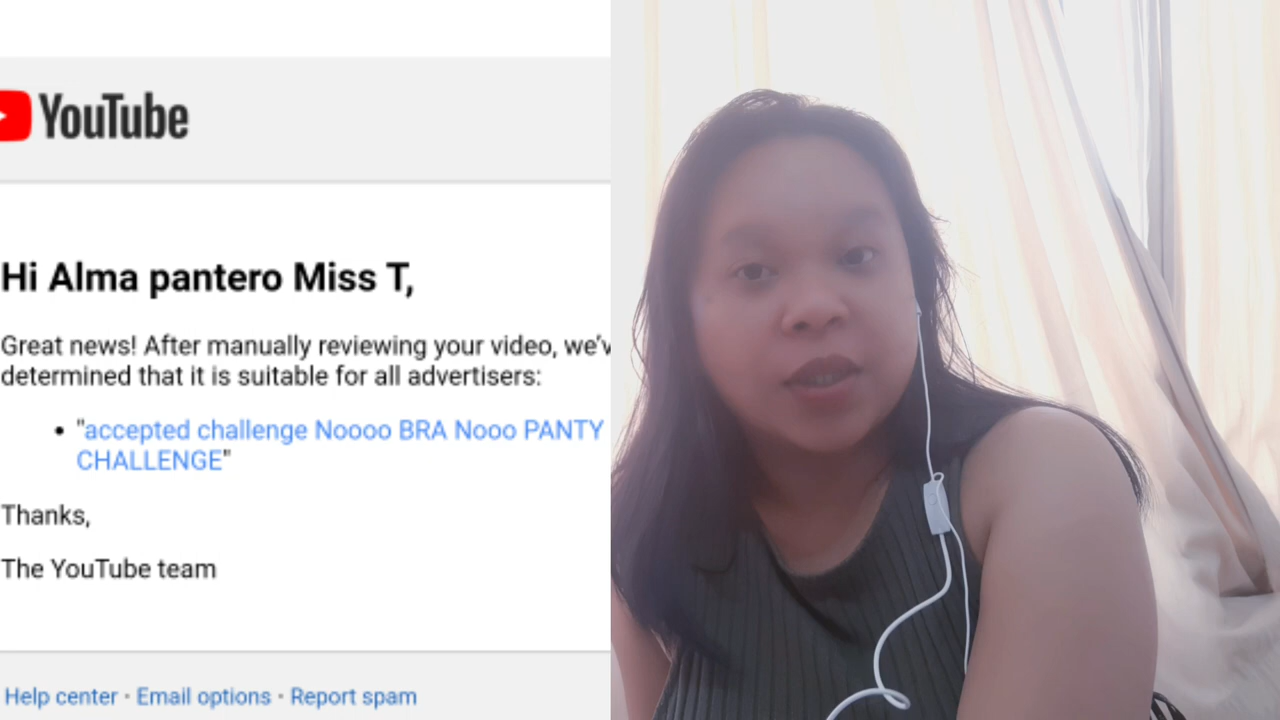 YouTube
Hi Alma pantero Miss T,
Great news! After manually reviewing your video, we'v
determined that it is suitable for all advertisers:
• "accepted challenge Noooo BRA Nooo PANTY
CHALLENGE"
Thanks,
The YouTube team
Help center • Email options • Report spam